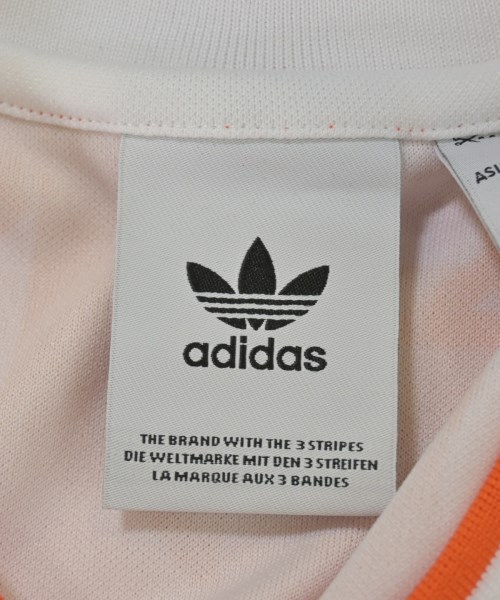 adidas
THE BRAND WITH THE 3 STRIPES
DIE WELTMARKE MIT DEN 3 STREIFEN
LA MARQUE AUX 3 BANDES